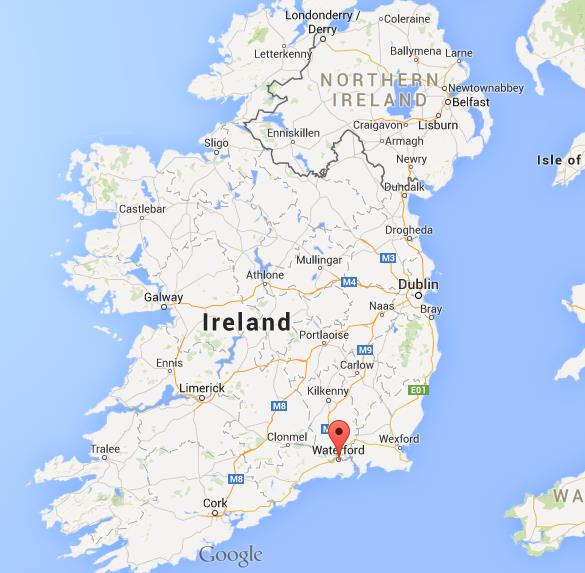 Londonderry /
Derry
Coleraine
Letterkenny
Ballymena
Larne
NORTHERN
IRELAND
Newtownabbey
Belfast
Craigavon
Lisburn
Enniskillen
Armagh
Sligo
Newry
Isle of
Dundalk
Castlebar
Drogheda
M3
Mullingar
Athlone
M4
Dublin
Galway
Naas
Bray
Ireland
Portlaoise
M9
Ennis
Carlow
Limerick
Kilkenny
E01
M8
Clonmel
Wexford
Tralee
Waterford
M8
Cork
WA
Google